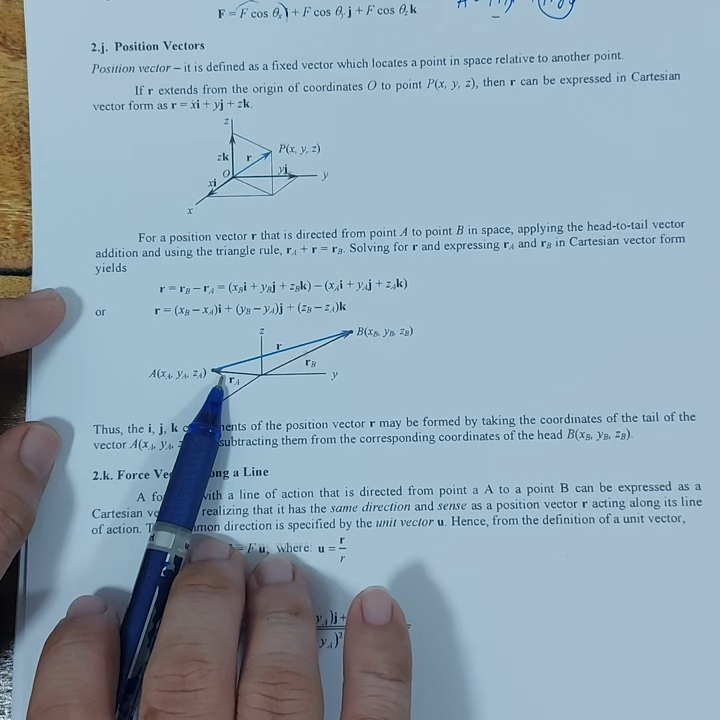 F = F cos θx i + F cos θy j + F cos θz k
2.j. Position Vectors
Position vector – it is defined as a fixed vector which locates a point in space relative to another point.
If r extends from the origin of coordinates O to point P(x, y, z), then r can be expressed in Cartesian
vector form as r = xi + yj + zk.
z
P(x, y, z)
zk r
O yj y
xi
x
For a position vector r that is directed from point A to point B in space, applying the head-to-tail vector
addition and using the triangle rule, rA + r = rB. Solving for r and expressing rA and rB in Cartesian vector form
yields
r = rB – rA = (xBi + yBj + zBk) – (xAi + yAj + zAk)
or r = (xB – xA)i + (yB – yA)j + (zB – zA)k
z
B(xB, yB, zB)
r
rB
A(xA, yA, zA)
rA y
Thus, the i, j, k nents of the position vector r may be formed by taking the coordinates of the tail of the
vector A(xA, yA, subtracting them from the corresponding coordinates of the head B(xB, yB, zB).
2.k. Force Ve ong a Line
A fo with a line of action that is directed from point a A to a point B can be expressed as a
Cartesian ve realizing that it has the same direction and sense as a position vector r acting along its line
of action. T mon direction is specified by the unit vector u. Hence, from the definition of a unit vector,
= F u; where: u = r/r
yA)j +
yA)²